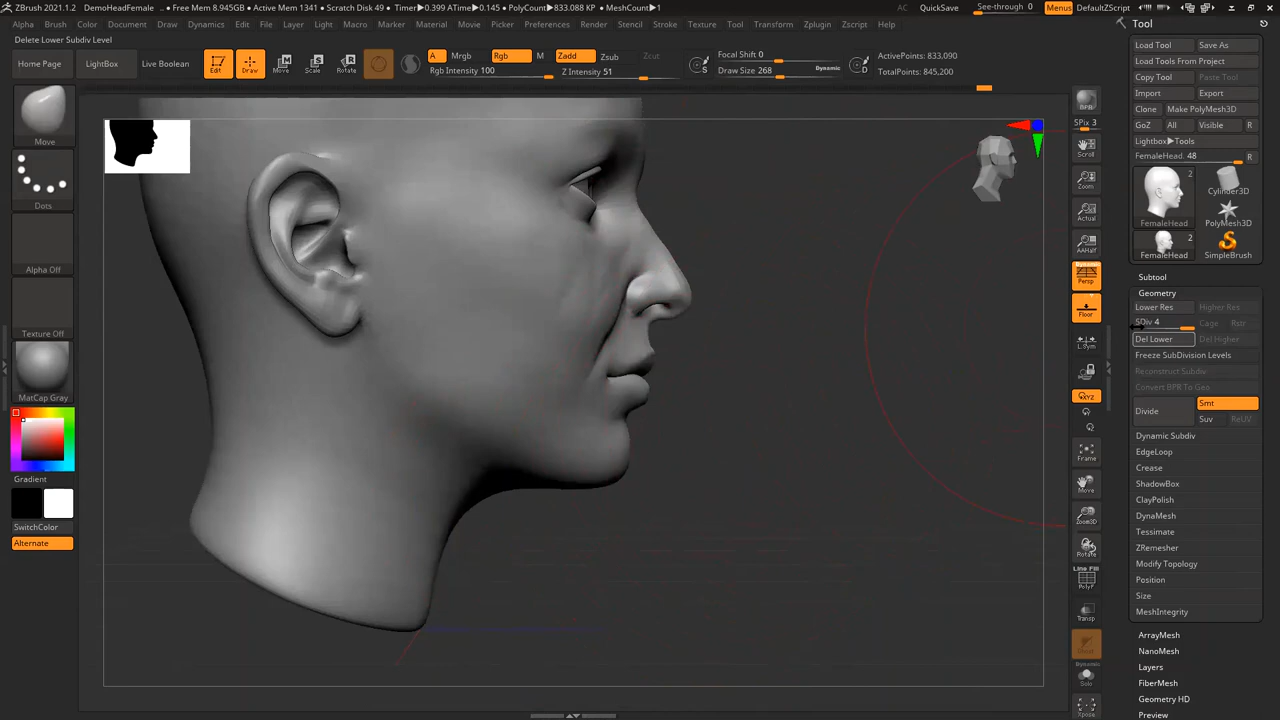 ZBrush 2021.1.2 DemoHeadFemale .. • Free Mem 8.945GB • Active Mem 1341 • Scratch Disk 49 • Timer▶0.399 ATime▶0.145 • PolyCount▶833.088 KP • MeshCount▶1 AC QuickSave See-through 0 Menus DefaultZScript
Alpha Brush Color Document Draw Dynamics Edit File Layer Light Macro Marker Material Movie Picker Preferences Render Stencil Stroke Texture Tool Transform Zplugin Zscript Help
Delete Lower Subdiv Level
Home Page LightBox Live Boolean Edit Draw Move Scale Rotate
A Mrgb Rgb M Zadd Zsub Zcut
Rgb Intensity 100 Z Intensity 51
S Focal Shift 0
Draw Size 268 Dynamic
D ActivePoints: 833,090
TotalPoints: 845,200
Move
Dots
Alpha Off
Texture Off
MatCap Gray
Gradient
SwitchColor
Alternate
BPR
SPix 3
Scroll
Zoom
Actual
AAHalf
Dynamic
Persp
Floor
L.Sym
XYZ
Frame
Move
Zoom3D
Rotate
Line Fill
PolyF
Transp
Ghost
Dynamic
Solo
Xpose
Tool
Load Tool Save As
Load Tools From Project
Copy Tool Paste Tool
Import Export
Clone Make PolyMesh3D
GoZ All Visible R
Lightbox▶Tools
FemaleHead. 48 R
2
FemaleHead
Cylinder3D
PolyMesh3D
2
FemaleHead
SimpleBrush
Subtool
Geometry
Lower Res Higher Res
SDiv 4 Cage Rstr
Del Lower Del Higher
Freeze SubDivision Levels
Reconstruct Subdiv
Convert BPR To Geo
Divide Smt
Suv ReUV
Dynamic Subdiv
EdgeLoop
Crease
ShadowBox
ClayPolish
DynaMesh
Tessimate
ZRemesher
Modify Topology
Position
Size
MeshIntegrity
ArrayMesh
NanoMesh
Layers
FiberMesh
Geometry HD
Preview